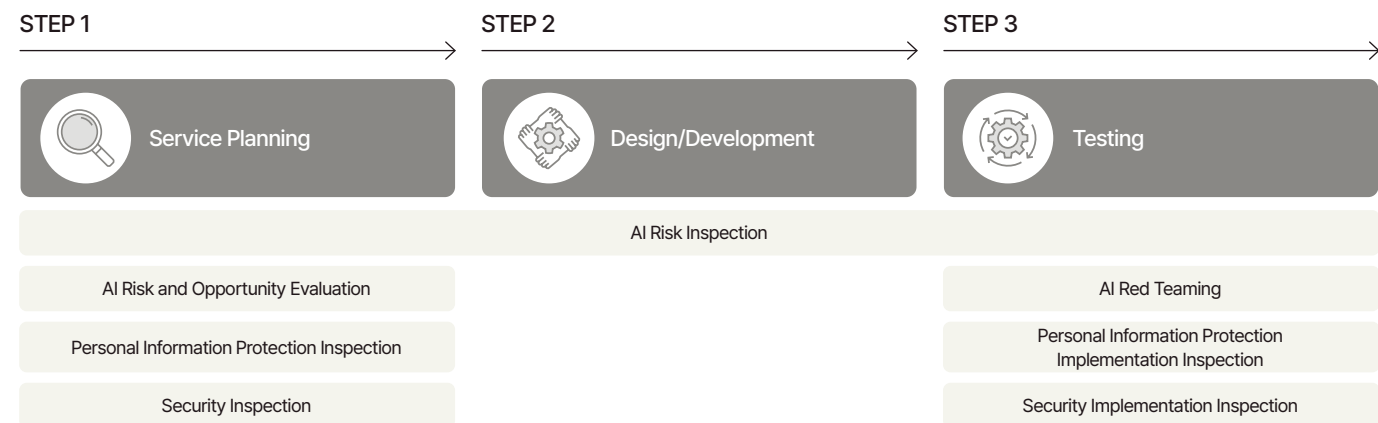 STEP 1
STEP 2
STEP 3
Service Planning
Design/Development
Testing
AI Risk Inspection
AI Risk and Opportunity Evaluation
AI Red Teaming
Personal Information Protection Inspection
Personal Information Protection
Implementation Inspection
Security Inspection
Security Implementation Inspection